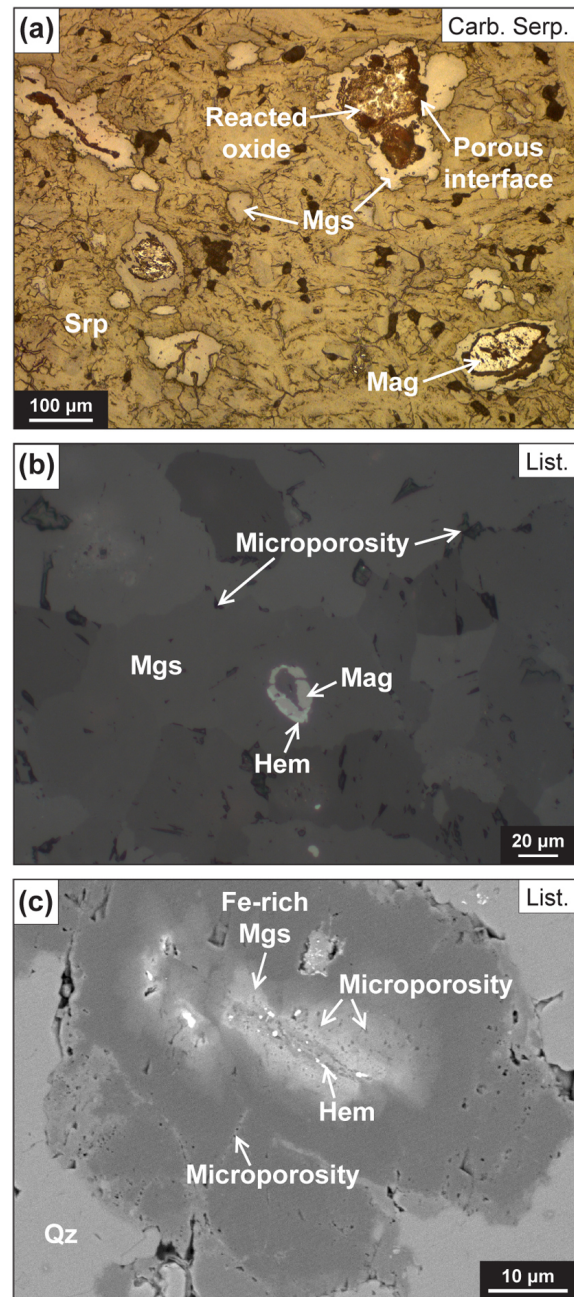 (a)
Carb. Serp.
Reacted
oxide
Porous
interface
Mgs
Srp
Mag
100 µm
(b)
List.
Microporosity
Mgs
Mag
Hem
20 µm
(c)
List.
Fe-rich
Mgs
Microporosity
Hem
Microporosity
Qz
10 µm